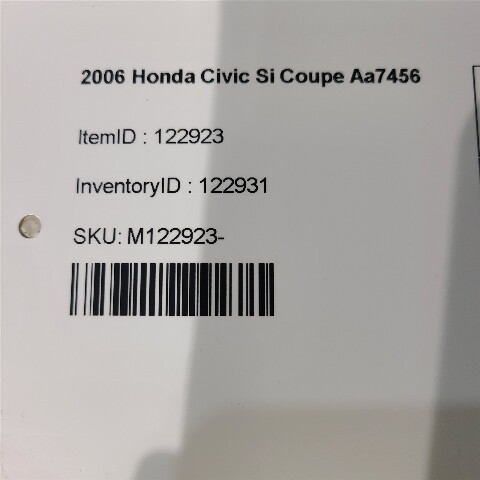 2006 Honda Civic Si Coupe Aa7456
ItemID : 122923
InventoryID : 122931
SKU: M122923-